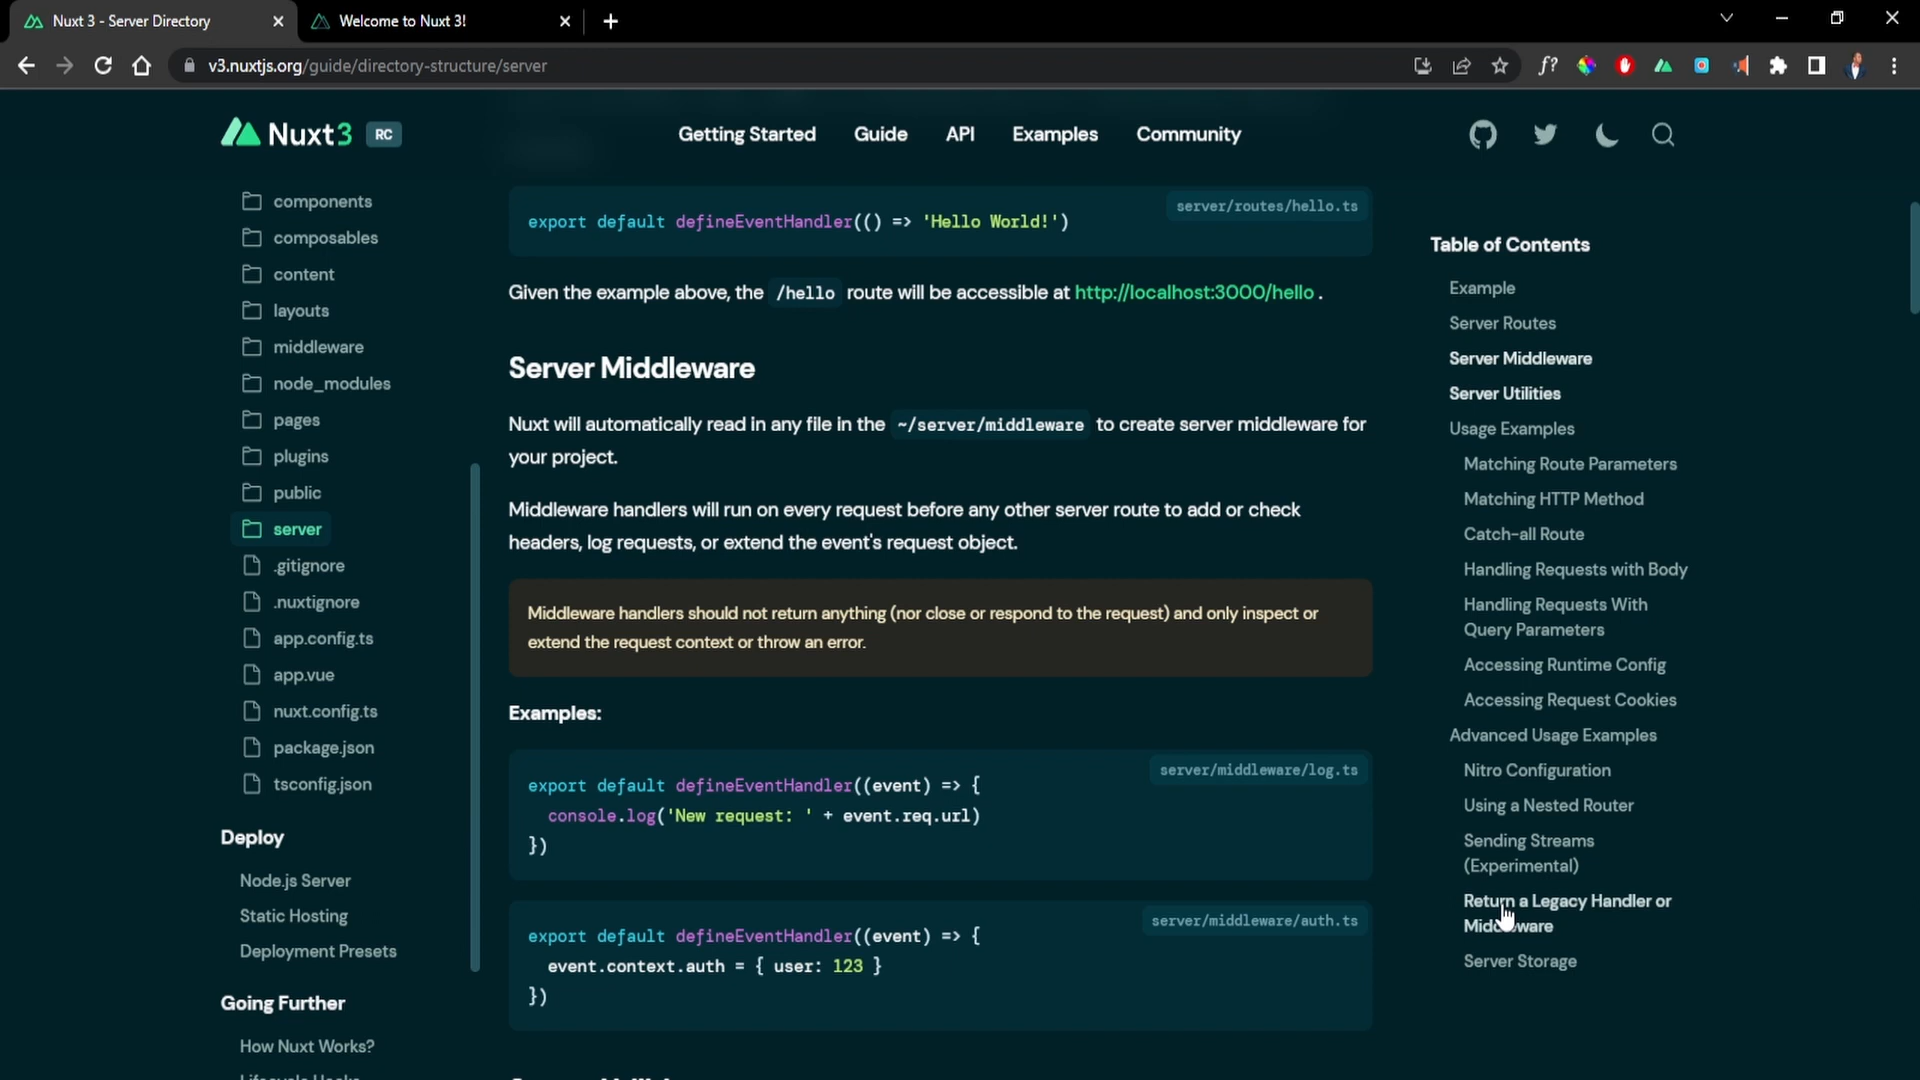 Nuxt 3 - Server Directory
Welcome to Nuxt 3!
v3.nuxtjs.org/guide/directory-structure/server
f?
Nuxt3 RC
Getting Started
Guide
API
Examples
Community
components
composables
content
layouts
middleware
node_modules
pages
plugins
public
server
.gitignore
.nuxtignore
app.config.ts
app.vue
nuxt.config.ts
package.json
tsconfig.json
Deploy
Node.js Server
Static Hosting
Deployment Presets
Going Further
How Nuxt Works?
server/routes/hello.ts
export default defineEventHandler(() => 'Hello World!')
Given the example above, the /hello route will be accessible at http://localhost:3000/hello .
Server Middleware
Nuxt will automatically read in any file in the ~/server/middleware to create server middleware for
your project.
Middleware handlers will run on every request before any other server route to add or check
headers, log requests, or extend the event's request object.
Middleware handlers should not return anything (nor close or respond to the request) and only inspect or
extend the request context or throw an error.
Examples:
server/middleware/log.ts
export default defineEventHandler((event) => {
console.log('New request: ' + event.req.url)
})
server/middleware/auth.ts
export default defineEventHandler((event) => {
event.context.auth = { user: 123 }
})
Table of Contents
Example
Server Routes
Server Middleware
Server Utilities
Usage Examples
Matching Route Parameters
Matching HTTP Method
Catch-all Route
Handling Requests with Body
Handling Requests With
Query Parameters
Accessing Runtime Config
Accessing Request Cookies
Advanced Usage Examples
Nitro Configuration
Using a Nested Router
Sending Streams
(Experimental)
Return a Legacy Handler or
Middleware
Server Storage